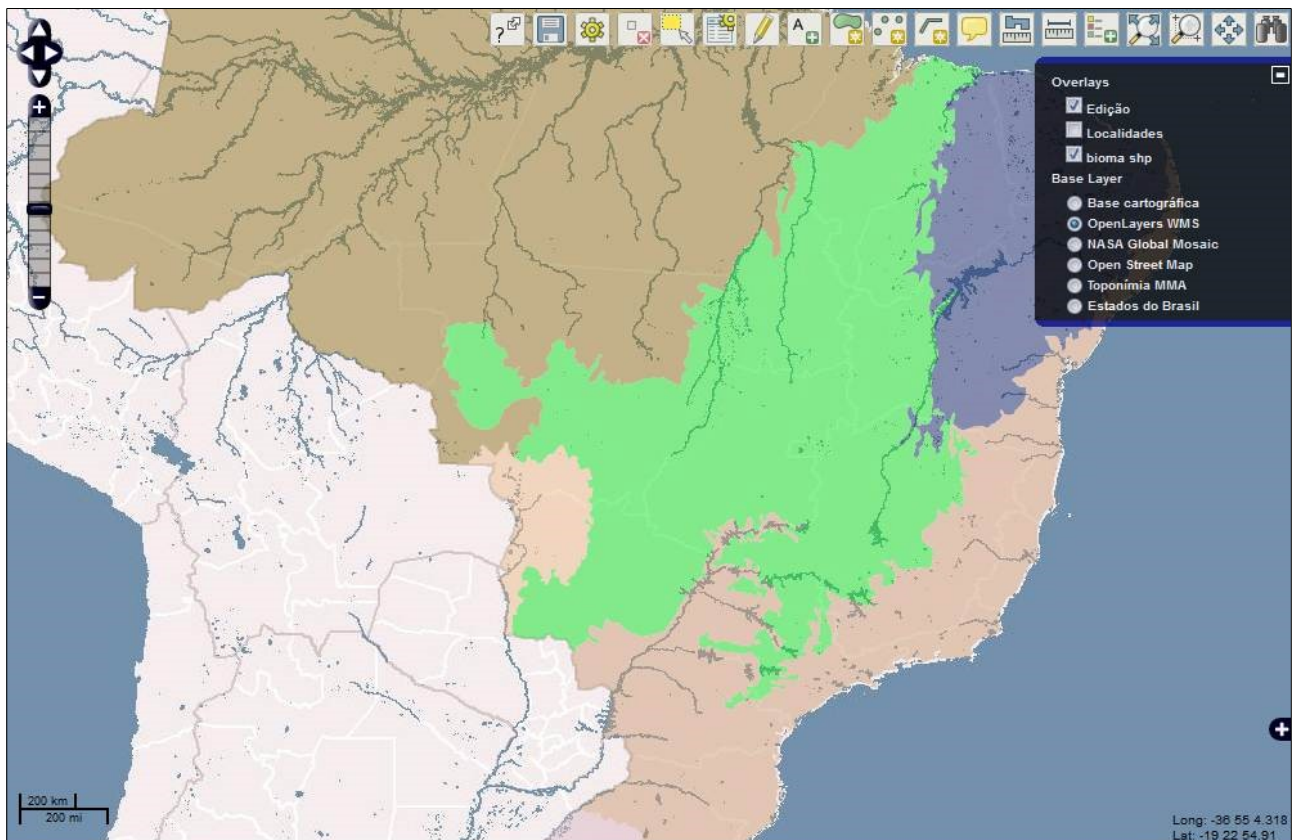 ?
A
Overlays
Edição
Localidades
bioma shp
Base Layer
Base cartográfica
OpenLayers WMS
NASA Global Mosaic
Open Street Map
Toponímia MMA
Estados do Brasil
200 km
200 mi
Long: -36 55 4.318
Lat: -19 22 54.91